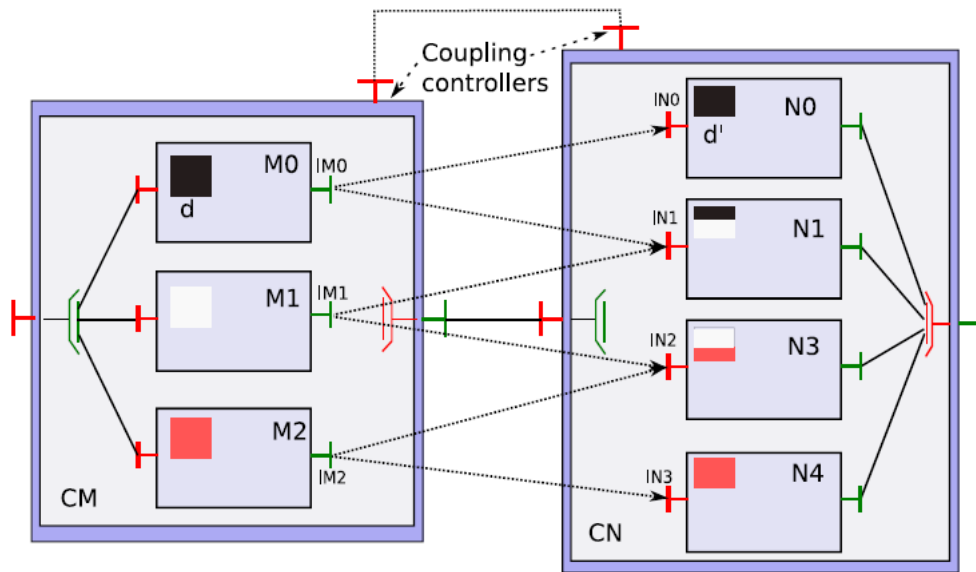 Coupling
controllers
M0
IM0
d
M1
IM1
M2
IM2
CM
IN0
N0
d'
IN1
N1
IN2
N3
IN3
N4
CN